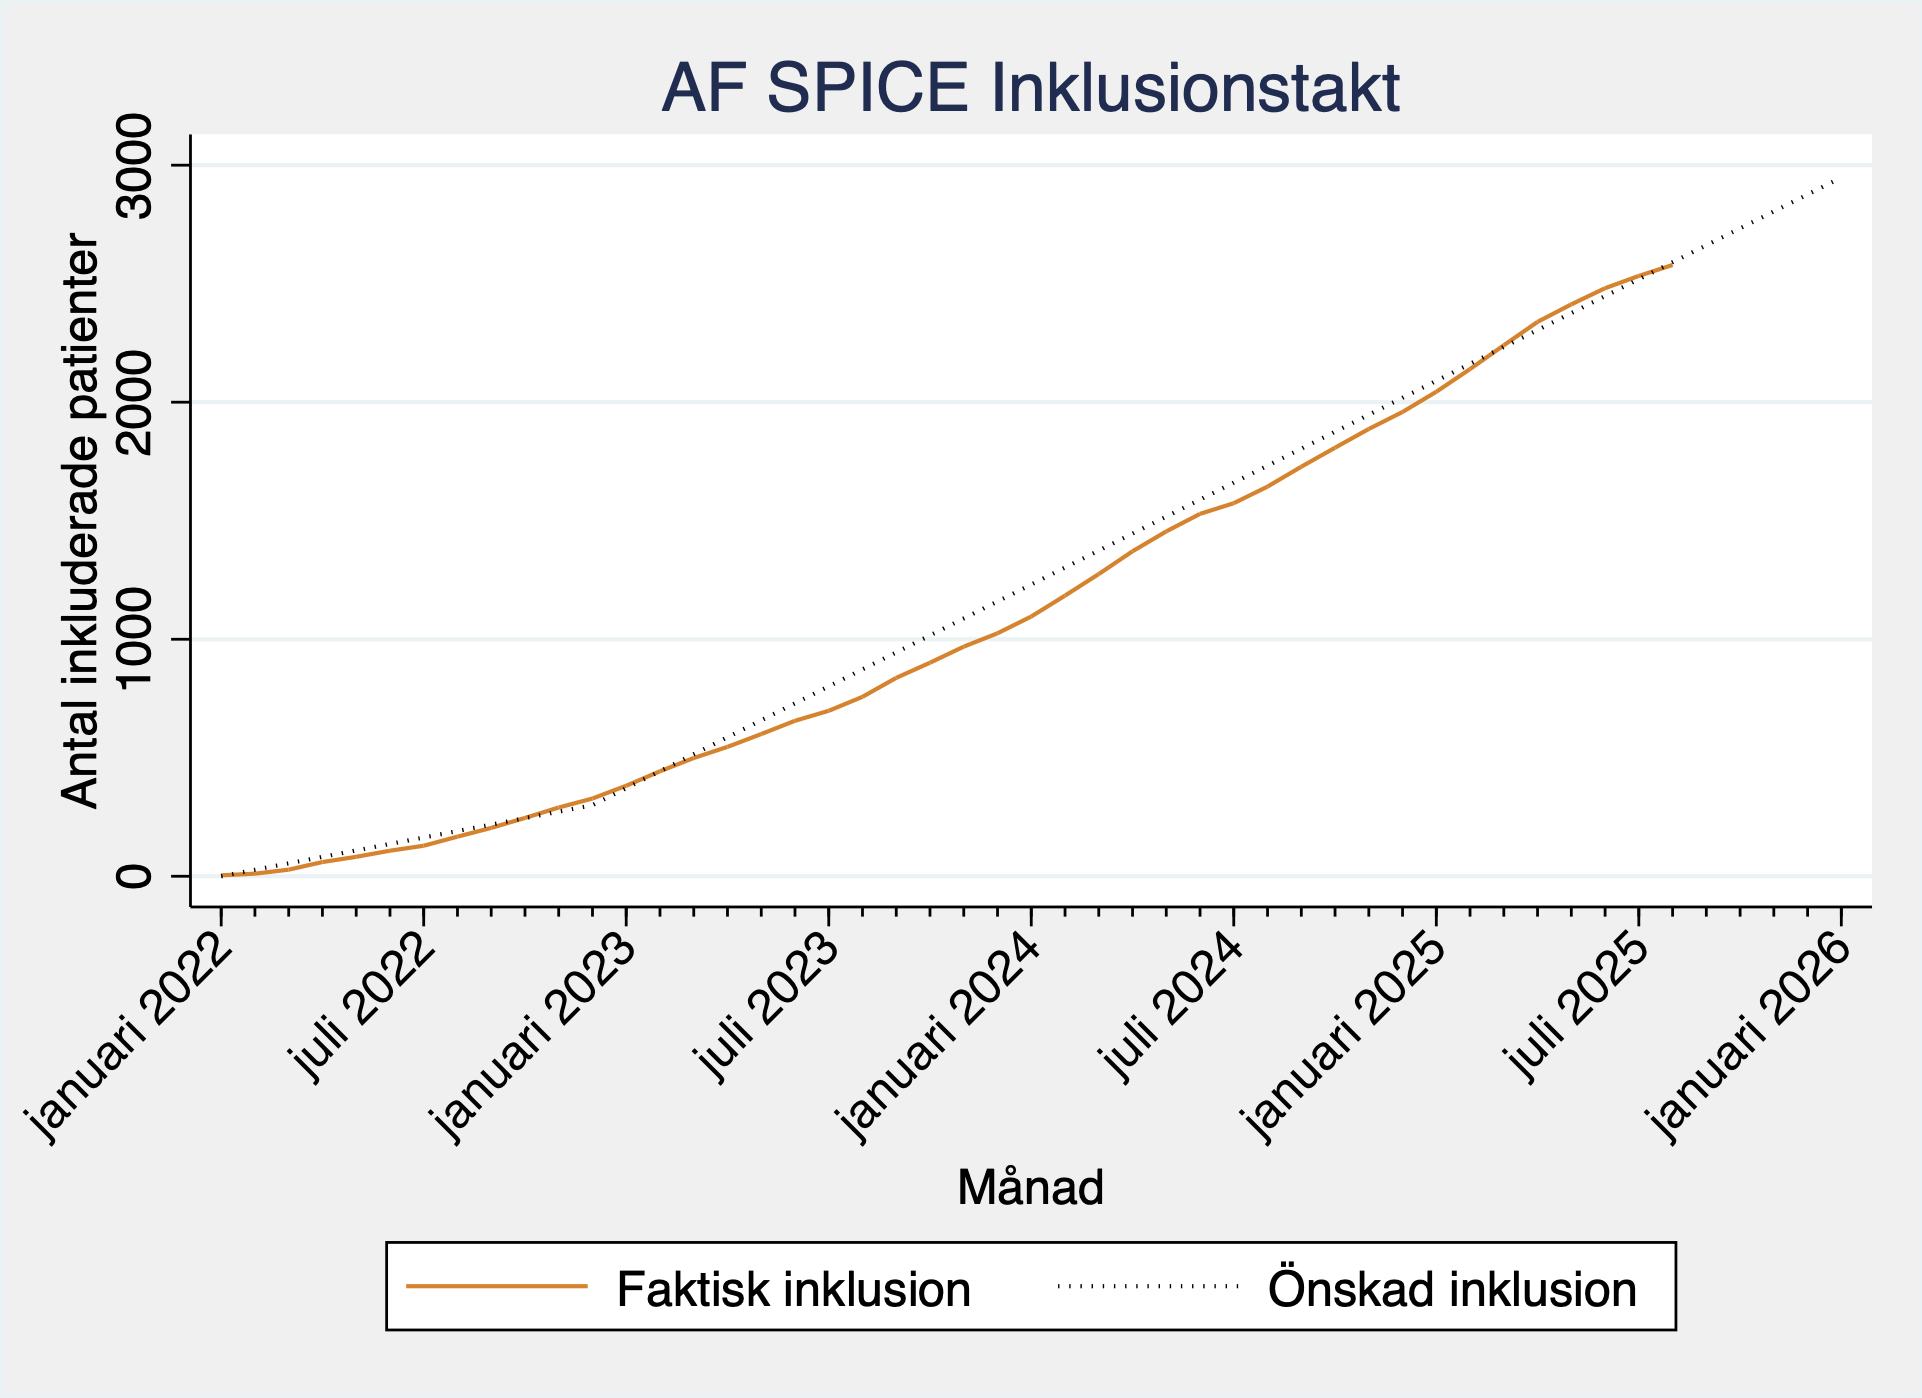 AF SPICE Inklusionstakt
Antal inkluderade patienter
3000
2000
1000
0
januari 2022
juli 2022
januari 2023
juli 2023
januari 2024
juli 2024
januari 2025
juli 2025
januari 2026
Månad
Faktisk inklusion
Önskad inklusion